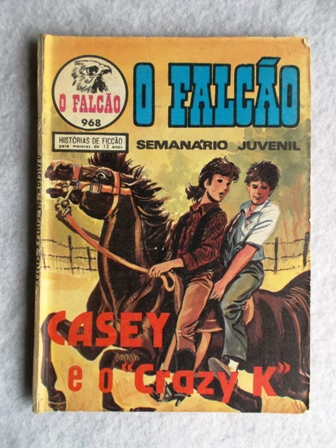 O FALCÃO
968
HISTÓRIAS DE FICÇÃO
para maiores de 12 anos
O FALCÃO
SEMANÁRIO JUVENIL
CASEY
e o "Crazy K"